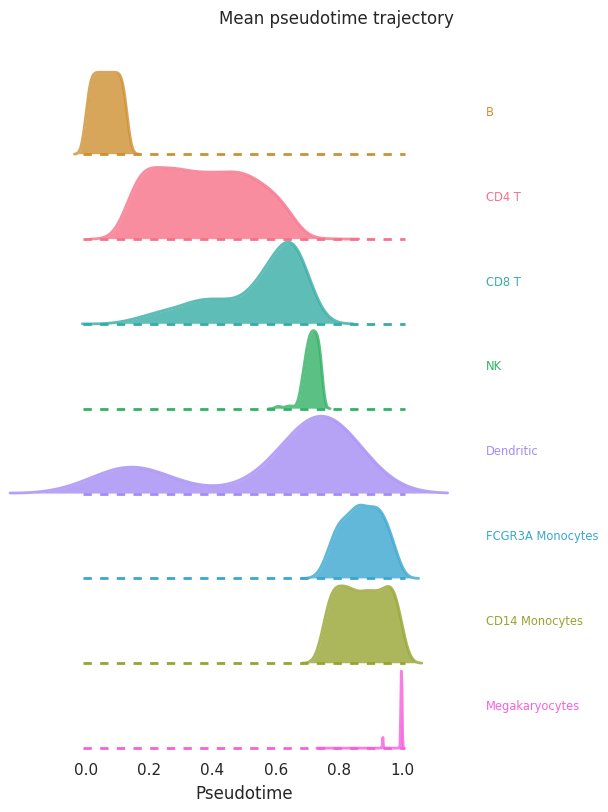 Mean pseudotime trajectory
B
CD4 T
CD8 T
NK
Dendritic
FCGR3A Monocytes
CD14 Monocytes
Megakaryocytes
0.0 0.2 0.4 0.6 0.8 1.0
Pseudotime